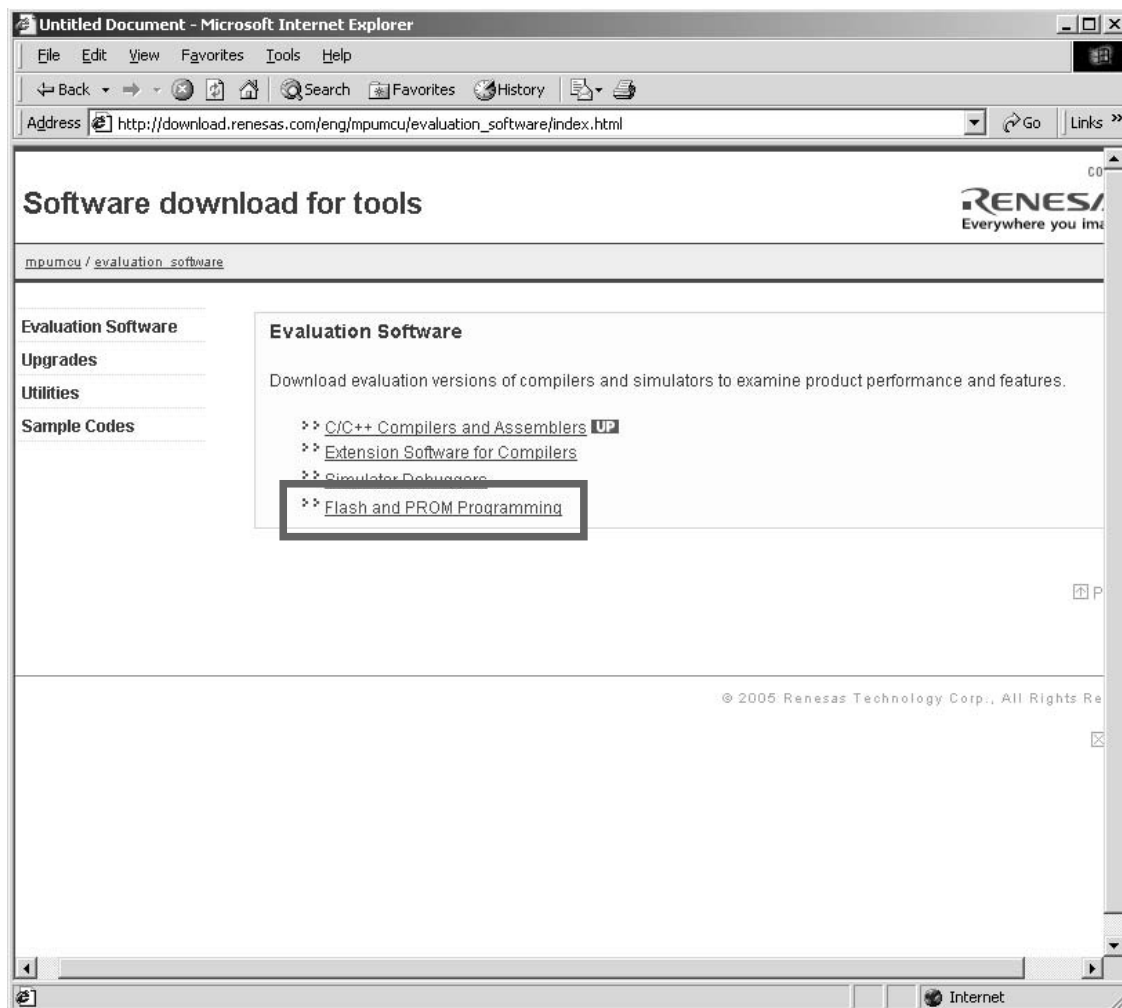 Untitled Document - Microsoft Internet Explorer
File Edit View Favorites Tools Help
Back Search Favorites History
Address http://download.renesas.com/eng/mpumcu/evaluation_software/index.html Go Links »
CO
Software download for tools
RENESA
Everywhere you ima
mpumcu / evaluation_software
Evaluation Software
Upgrades
Utilities
Sample Codes
Evaluation Software
Download evaluation versions of compilers and simulators to examine product performance and features.
C/C++ Compilers and Assemblers UP
Extension Software for Compilers
Simulator Debuggers
Flash and PROM Programming
P
© 2005 Renesas Technology Corp., All Rights Re
Internet